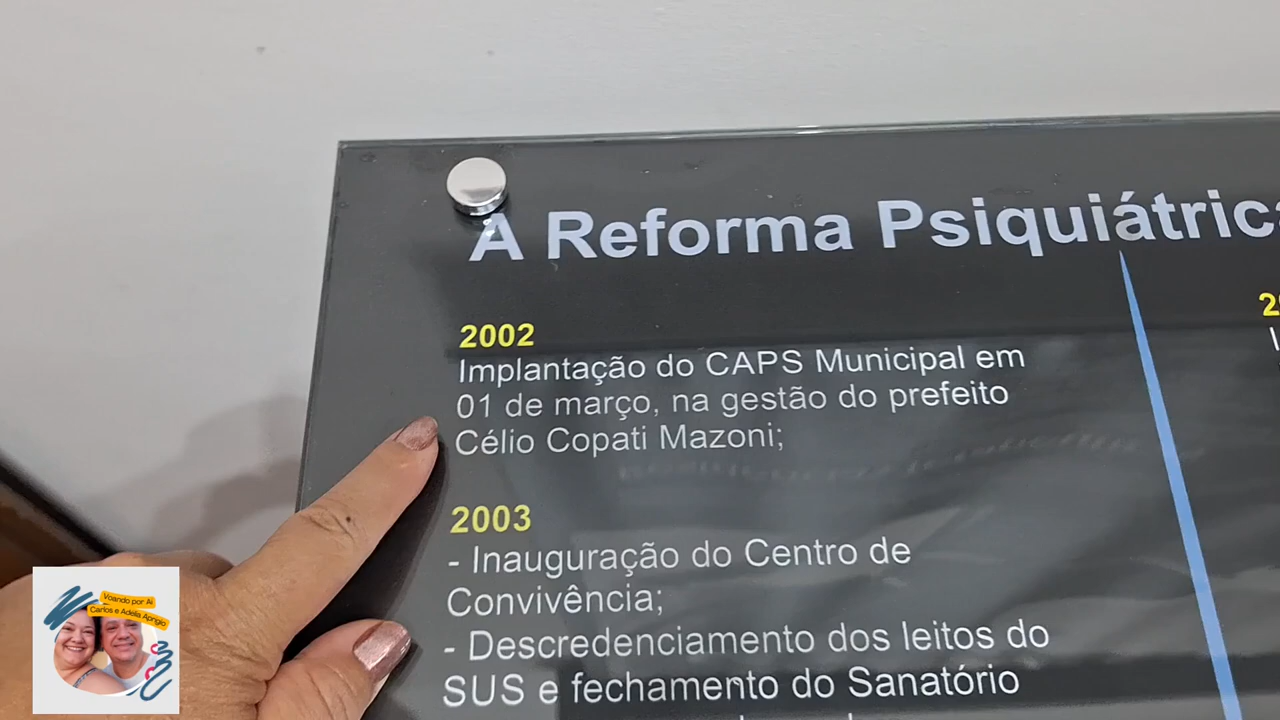 A Reforma Psiquiátrica
2002
Implantação do CAPS Municipal em
01 de março, na gestão do prefeito
Célio Copati Mazoni;
2003
- Inauguração do Centro de
Convivência;
- Descredenciamento dos leitos do
SUS e fechamento do Sanatório
Voando por Aí
Carlos e Adelia Aprigio